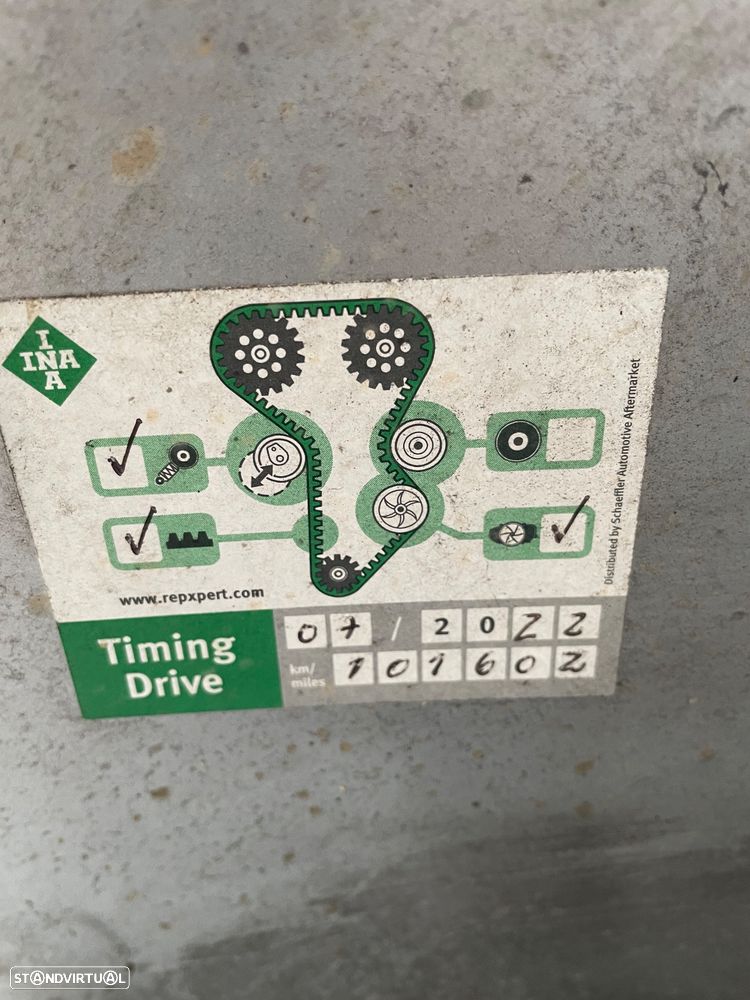 INA
www.repxpert.com
Distributed by Schaeffler Automotive Aftermarket
Timing
Drive
07 / 2022
km/
miles
101602
STANDVIRTUAL